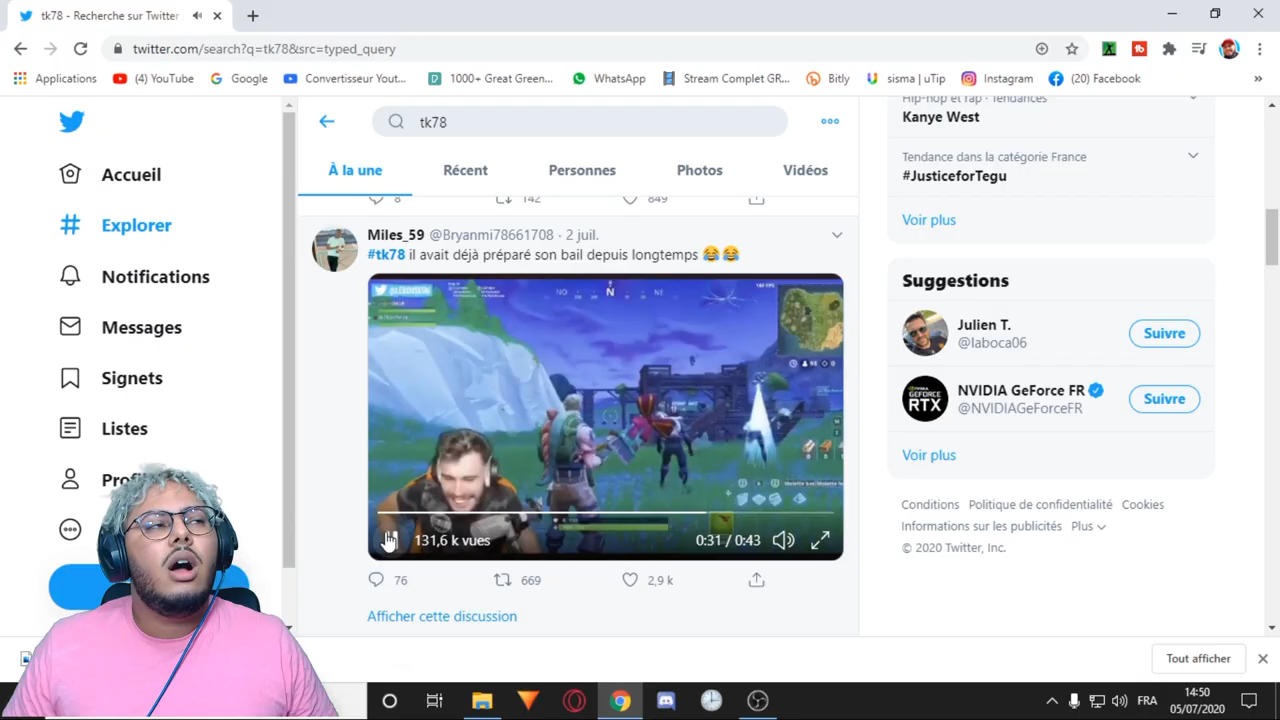 tk78 - Recherche sur Twitter
twitter.com/search?q=tk78&src=typed_query
Applications
(4) YouTube
Google
Convertisseur Yout...
1000+ Great Green...
WhatsApp
Stream Complet GR...
Bitly
sisma | uTip
Instagram
(20) Facebook
»
Accueil
Explorer
Notifications
Messages
Signets
Listes
tk78
À la une
Récent
Personnes
Photos
Vidéos
8
142
849
Miles_59 @Bryanmi78661708 · 2 juil.
#tk78 il avait déjà préparé son bail depuis longtemps 😂😂
NO
N
NE
131,6 k vues
0:31 / 0:43
76
669
2,9 k
Afficher cette discussion
Hip-hop et rap · Tendances
Kanye West
Tendance dans la catégorie France
#JusticeforTegu
Voir plus
Suggestions
Julien T.
@laboca06
Suivre
NVIDIA GeForce FR
@NVIDIAGeForceFR
Suivre
NVIDIA
GEFORCE
RTX
Voir plus
Conditions Politique de confidentialité Cookies
Informations sur les publicités Plus
© 2020 Twitter, Inc.
Tout afficher
FRA
14:50
05/07/2020